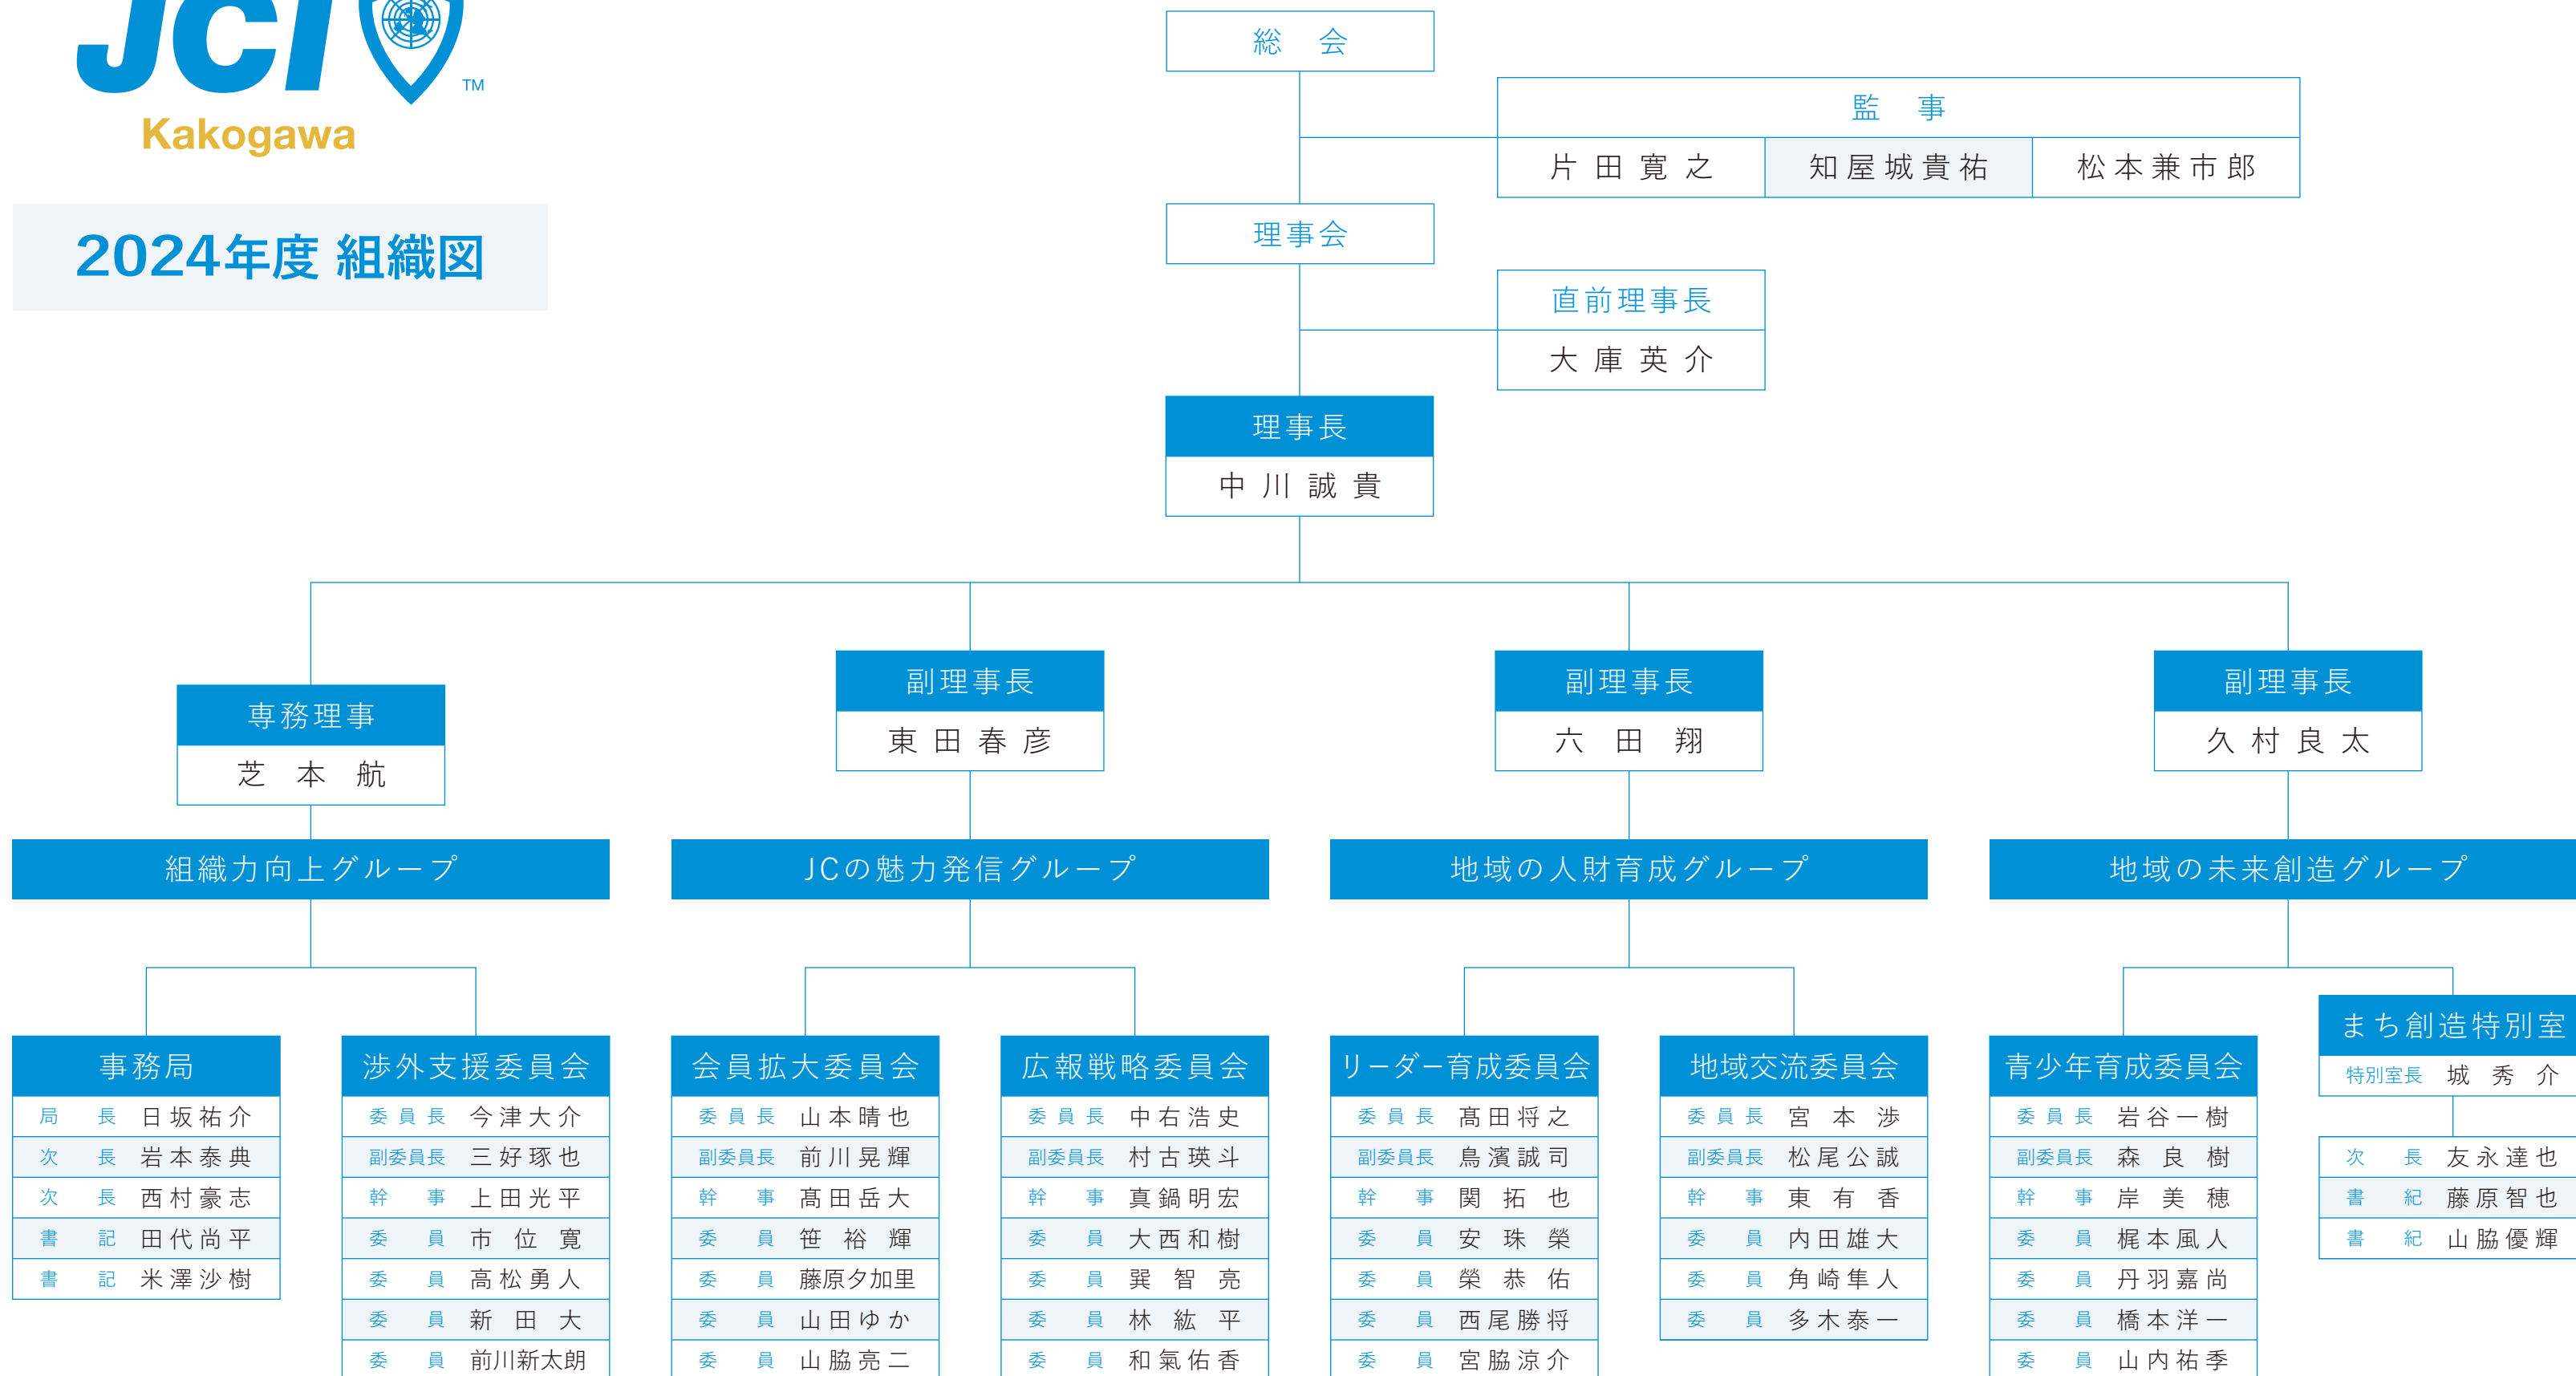 JCI
TM
Kakogawa
2024年度 組織図
総会
監事
片田寛之 知屋城貴祐 松本兼市郎
理事会
直前理事長
大庫英介
理事長
中川誠貴
専務理事
芝本航
副理事長
東田春彦
副理事長
六田翔
副理事長
久村良太
組織力向上グループ
JCの魅力発信グループ
地域の人財育成グループ
地域の未来創造グループ
事務局
局長 日坂祐介
次長 岩本泰典
次長 西村豪志
書記 田代尚平
書記 米澤沙樹
渉外支援委員会
委員長 今津大介
副委員長 三好琢也
幹事 上田光平
委員 市位寛
委員 高松勇人
委員 新田大
委員 前川新太朗
会員拡大委員会
委員長 山本晴也
副委員長 前川晃輝
幹事 髙田岳大
委員 笹裕輝
委員 藤原夕加里
委員 山田ゆか
委員 山脇亮二
広報戦略委員会
委員長 中右浩史
副委員長 村古瑛斗
幹事 真鍋明宏
委員 大西和樹
委員 巽智亮
委員 林紘平
委員 和氣佑香
リーダー育成委員会
委員長 髙田将之
副委員長 鳥濱誠司
幹事 関拓也
委員 安珠榮
委員 榮恭佑
委員 西尾勝将
委員 宮脇涼介
地域交流委員会
委員長 宮本渉
副委員長 松尾公誠
幹事 東有香
委員 内田雄大
委員 角崎隼人
委員 多木泰一
青少年育成委員会
委員長 岩谷一樹
副委員長 森良樹
幹事 岸美穂
委員 梶本風人
委員 丹羽嘉尚
委員 橋本洋一
委員 山内祐季
まち創造特別室
特別室長 城秀介
次長 友永達也
書紀 藤原智也
書紀 山脇優輝